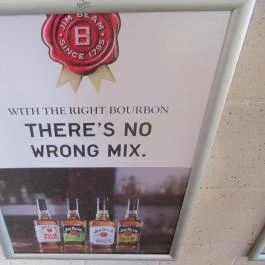 JIM BEAM
B
SINCE 1795
WITH THE RIGHT BOURBON
THERE'S NO
WRONG MIX.